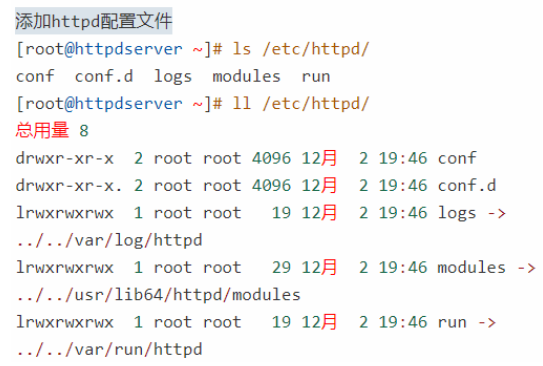 添加httpd配置文件
[root@httpdserver ~]# ls /etc/httpd/
conf  conf.d  logs  modules  run
[root@httpdserver ~]# ll /etc/httpd/
总用量 8
drwxr-xr-x  2 root root 4096 12月  2 19:46 conf
drwxr-xr-x. 2 root root 4096 12月  2 19:46 conf.d
lrwxrwxrwx  1 root root   19 12月  2 19:46 logs ->
../../var/log/httpd
lrwxrwxrwx  1 root root   29 12月  2 19:46 modules ->
../../usr/lib64/httpd/modules
lrwxrwxrwx  1 root root   19 12月  2 19:46 run ->
../../var/run/httpd